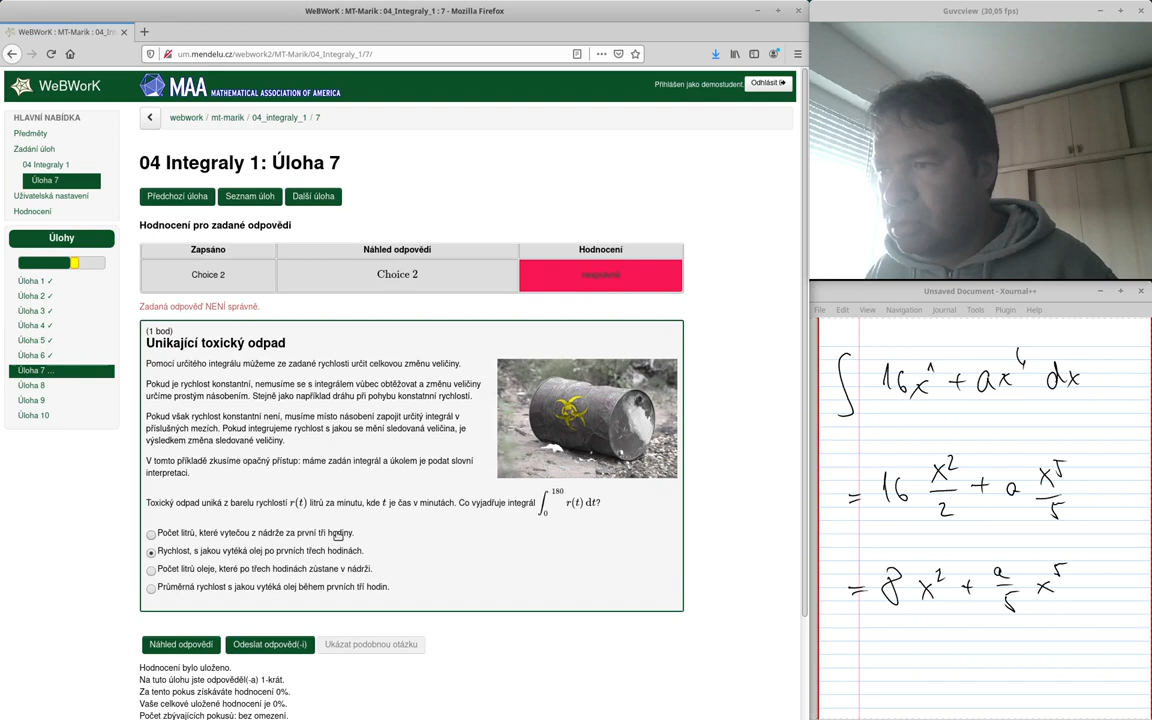 WeBWorK : MT-Marik : 04_Integraly_1 : 7 - Mozilla Firefox
WeBWorK : MT-Marik : 04_In
um.mendelu.cz/webwork2/MT-Marik/04_Integraly_1/7/
WeBWorK
MAA MATHEMATICAL ASSOCIATION OF AMERICA
Přihlášen jako demostudent.
Odhlásit
HLAVNÍ NABÍDKA
Předměty
Zadání úloh
04 Integraly 1
Úloha 7
Uživatelská nastavení
Hodnocení
Úlohy
Úloha 1 ✓
Úloha 2 ✓
Úloha 3 ✓
Úloha 4 ✓
Úloha 5 ✓
Úloha 6 ✓
Úloha 7 ...
Úloha 8
Úloha 9
Úloha 10
webwork / mt-marik / 04_integraly_1 / 7
04 Integraly 1: Úloha 7
Předchozí úloha Seznam úloh Další úloha
Hodnocení pro zadané odpovědi
Zapsáno Náhled odpovědi Hodnocení
Choice 2 Choice 2
Zadaná odpověď NENÍ správně.
(1 bod)
Unikající toxický odpad
Pomocí určitého integrálu můžeme ze zadané rychlosti určit celkovou změnu veličiny.
Pokud je rychlost konstantní, nemusíme se s integrálem vůbec obtěžovat a změnu veličiny
určíme prostým násobením. Stejně jako například dráhu při pohybu konstatnní rychlostí.
Pokud však rychlost konstantní není, musíme místo násobení zapojit určitý integrál v
příslušných mezích. Pokud integrujeme rychlost s jakou se mění sledovaná veličina, je
výsledkem změna sledované veličiny.
V tomto příkladě zkusíme opačný přístup: máme zadán integrál a úkolem je podat slovní
interpretaci.
Toxický odpad uniká z barelu rychlostí r(t) litrů za minutu, kde t je čas v minutách. Co vyjadřuje integrál ∫₀¹⁸⁰ r(t) dt?
Počet litrů, které vytečou z nádrže za první tři hodiny.
Rychlost, s jakou vytéká olej po prvních třech hodinách.
Počet litrů oleje, které po třech hodinách zůstane v nádrži.
Průměrná rychlost s jakou vytéká olej během prvních tří hodin.
Náhled odpovědí Odeslat odpověd(-i) Ukázat podobnou otázku
Hodnocení bylo uloženo.
Na tuto úlohu jste odpověděl(-a) 1-krát.
Za tento pokus získáváte hodnocení 0%.
Vaše celkové uložené hodnocení je 0%.
Počet zbývajících pokusů: bez omezení.
Guvcview (30,05 fps)
Unsaved Document - Xournal++
File Edit View Navigation Journal Tools Plugin Help
∫ 16x¹ + ax⁴ dx
= 16 x²/2 + a x⁵/5
= 8 x² + a/5 x⁵